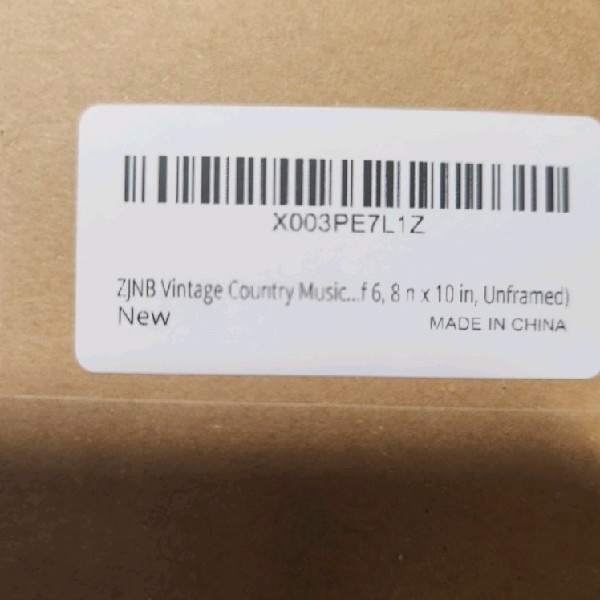 X003PE7L1Z
ZJNB Vintage Country Music...f 6, 8 n x 10 in, Unframed)
New
MADE IN CHINA